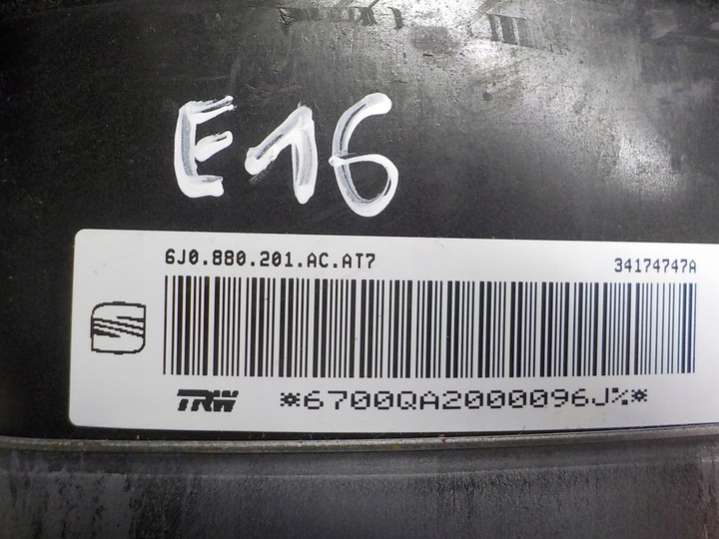 E16
6J0.880.201.AC.AT7
34174747A
TRW
*6700QA2000096J%*